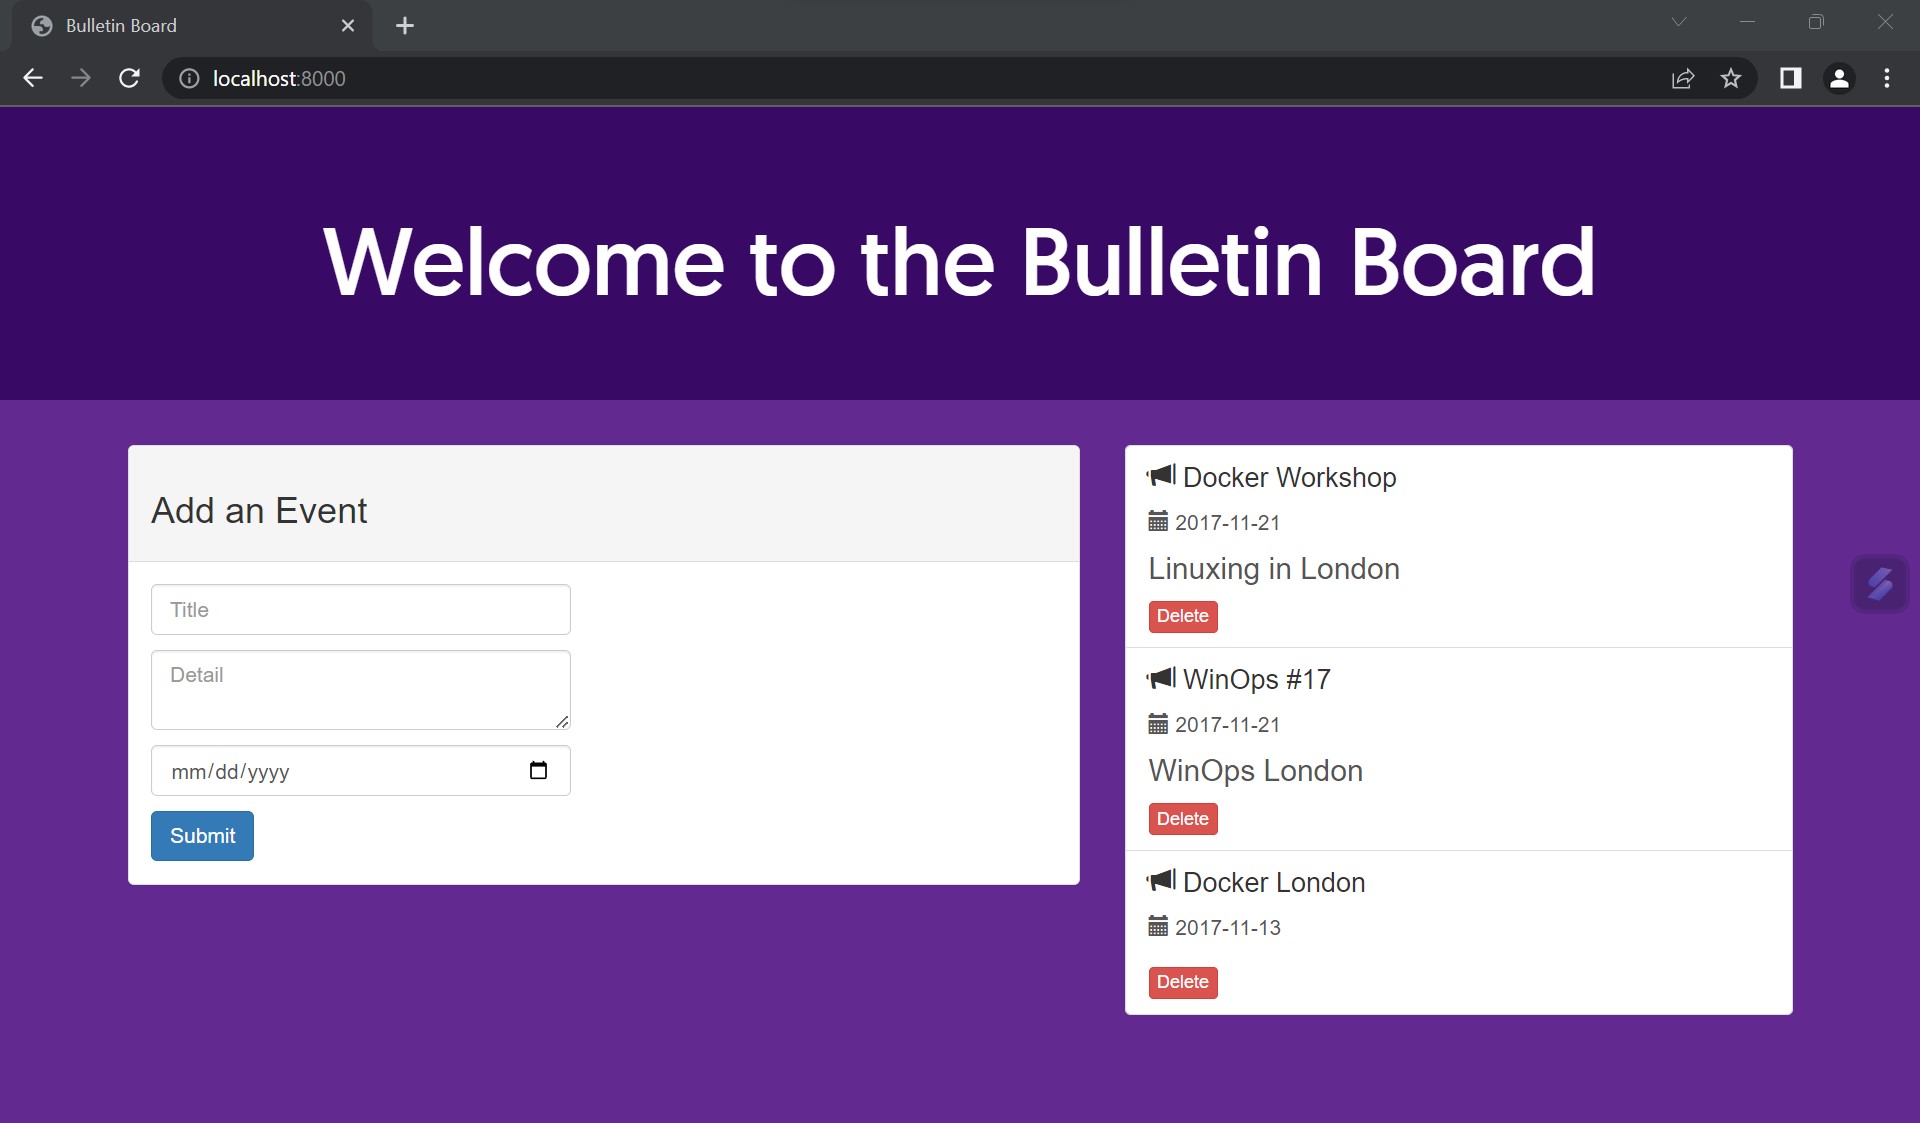 Bulletin Board
localhost:8000
Welcome to the Bulletin Board
Add an Event
Title
Detail
mm/dd/yyyy
Submit
Docker Workshop
2017-11-21
Linuxing in London
Delete
WinOps #17
2017-11-21
WinOps London
Delete
Docker London
2017-11-13
Delete